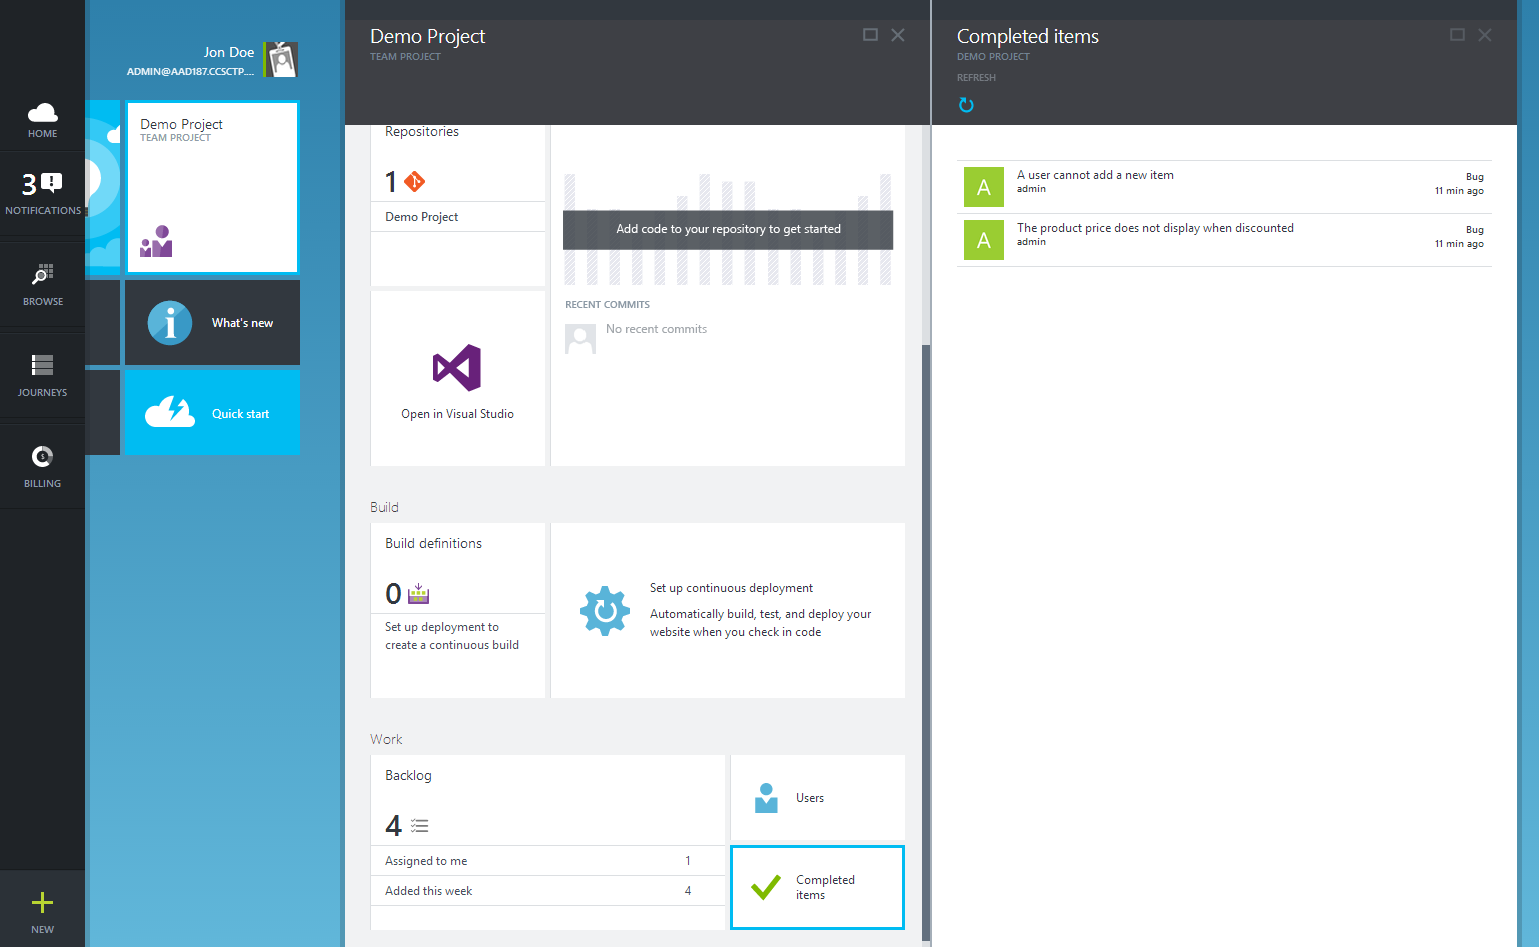 HOME
3
NOTIFICATIONS
BROWSE
JOURNEYS
BILLING
NEW
Jon Doe
ADMIN@AAD187.CCSCTP....
Demo Project
TEAM PROJECT
What's new
Quick start
Demo Project
TEAM PROJECT
Repositories
1
Demo Project
Add code to your repository to get started
RECENT COMMITS
No recent commits
Open in Visual Studio
Build
Build definitions
0
Set up deployment to
create a continuous build
Set up continuous deployment
Automatically build, test, and deploy your
website when you check in code
Work
Backlog
4
Assigned to me 1
Added this week 4
Users
Completed
items
Completed items
DEMO PROJECT
REFRESH
A
A user cannot add a new item
admin
Bug
11 min ago
A
The product price does not display when discounted
admin
Bug
11 min ago